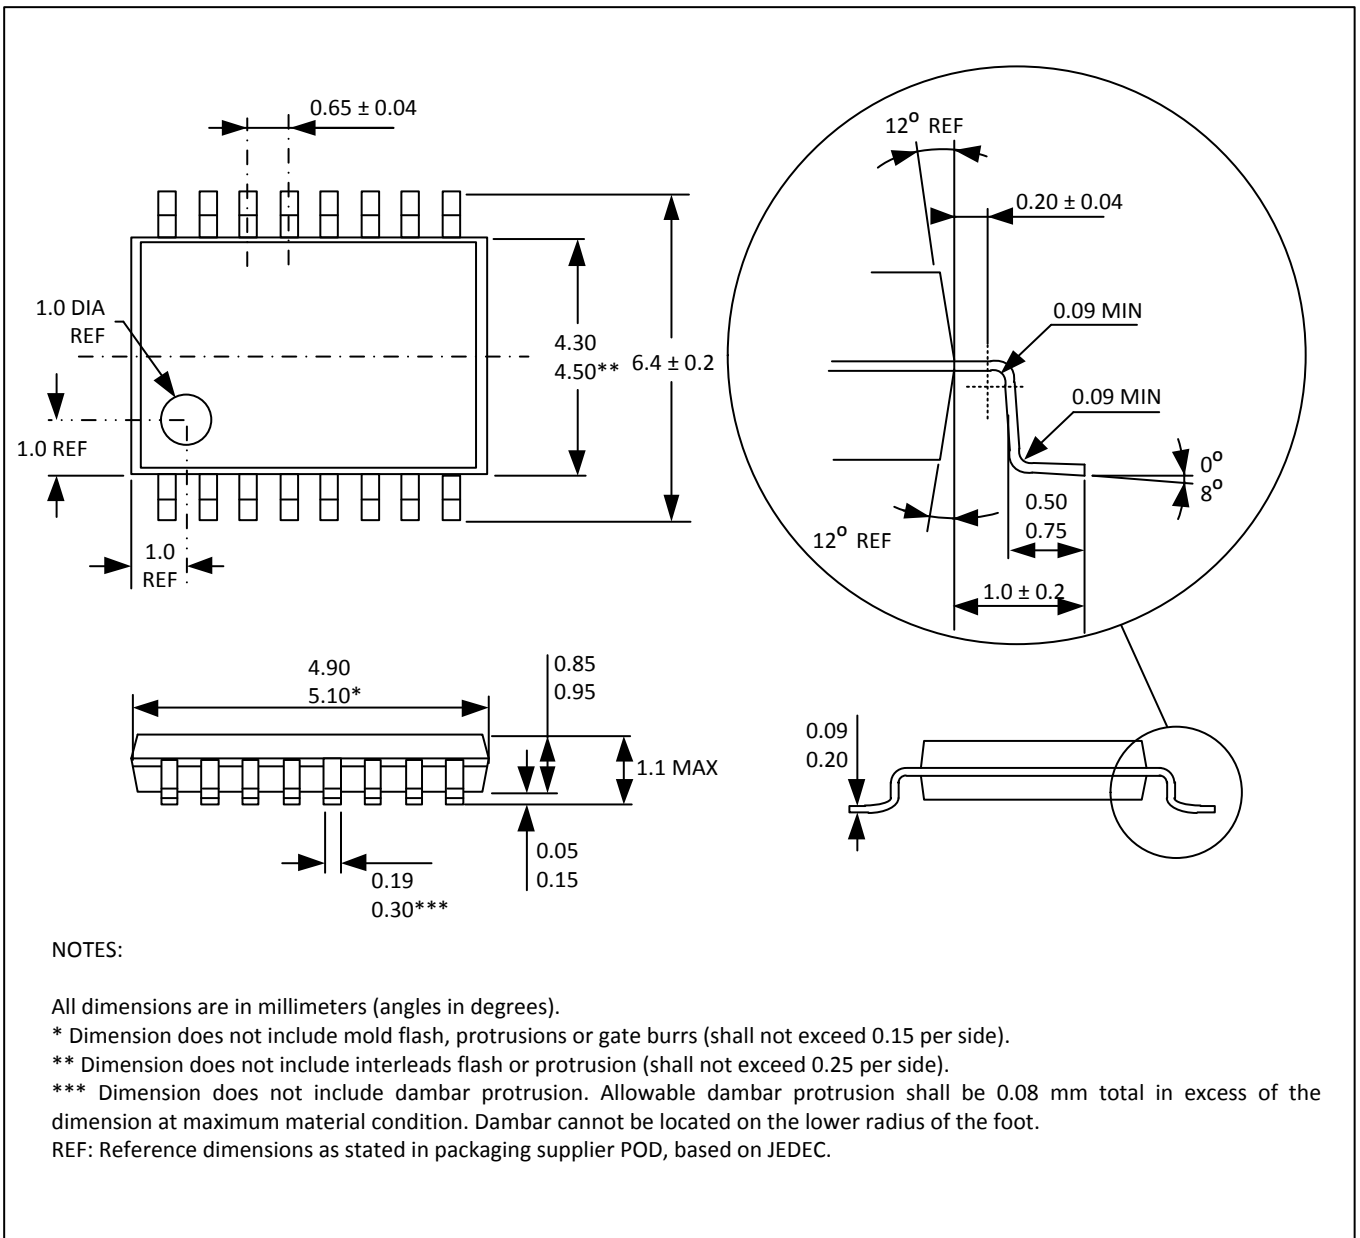 0.65 ± 0.04
1.0 DIA
REF
4.30
4.50**
6.4 ± 0.2
1.0 REF
1.0
REF
12° REF
0.20 ± 0.04
0.09 MIN
0.09 MIN
0°
8°
0.50
0.75
12° REF
1.0 ± 0.2
4.90
5.10*
0.85
0.95
1.1 MAX
0.05
0.15
0.19
0.30***
0.09
0.20
NOTES:
All dimensions are in millimeters (angles in degrees).
* Dimension does not include mold flash, protrusions or gate burrs (shall not exceed 0.15 per side).
** Dimension does not include interleads flash or protrusion (shall not exceed 0.25 per side).
*** Dimension does not include dambar protrusion. Allowable dambar protrusion shall be 0.08 mm total in excess of the
dimension at maximum material condition. Dambar cannot be located on the lower radius of the foot.
REF: Reference dimensions as stated in packaging supplier POD, based on JEDEC.